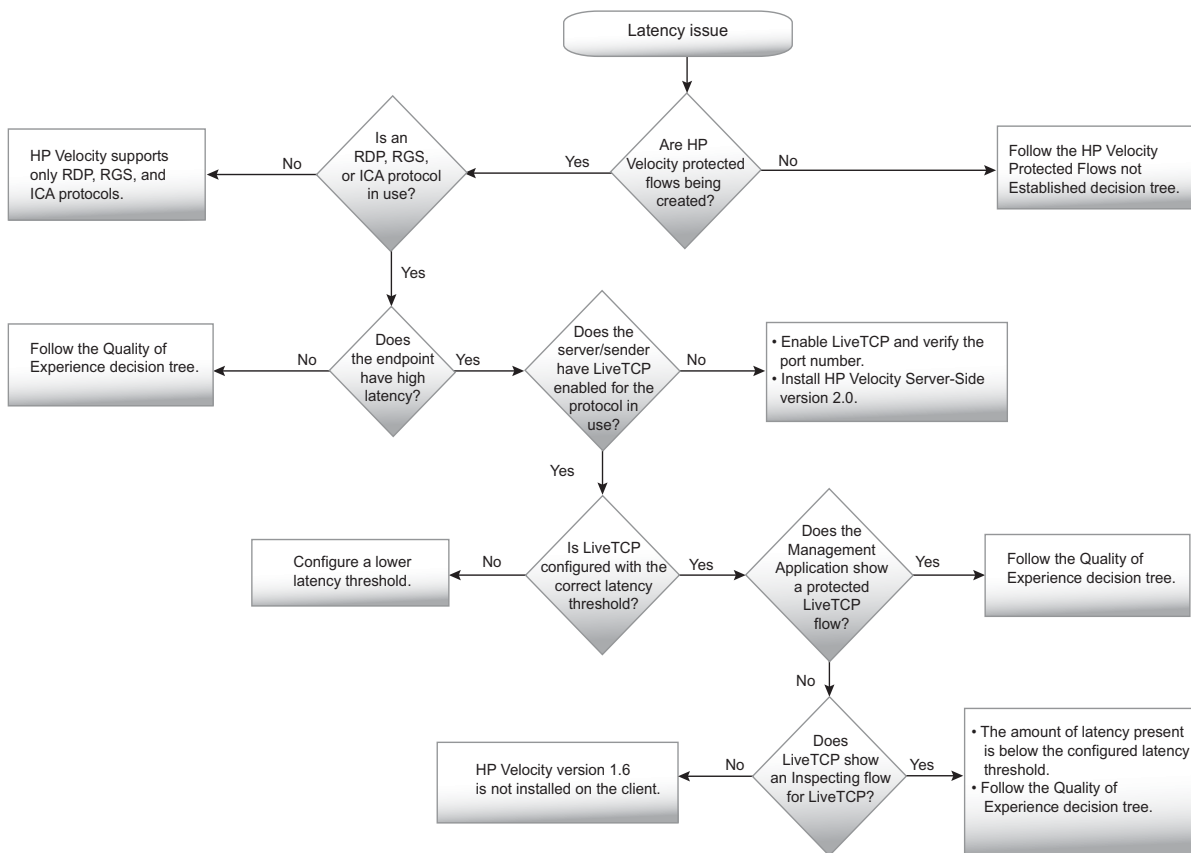 Latency issue
Are HP
Velocity protected
flows being
created?
No
Follow the HP Velocity
Protected Flows not
Established decision tree.
Yes
Is an
RDP, RGS,
or ICA protocol
in use?
No
HP Velocity supports
only RDP, RGS, and
ICA protocols.
Yes
Does
the endpoint
have high
latency?
No
Follow the Quality of
Experience decision tree.
Yes
Does the
server/sender
have LiveTCP
enabled for the
protocol in
use?
No
• Enable LiveTCP and verify the
port number.
• Install HP Velocity Server-Side
version 2.0.
Yes
Is LiveTCP
configured with the
correct latency
threshold?
No
Configure a lower
latency threshold.
Yes
Does the
Management
Application show
a protected
LiveTCP
flow?
Yes
Follow the Quality of
Experience decision tree.
No
Does
LiveTCP show
an Inspecting flow
for LiveTCP?
No
HP Velocity version 1.6
is not installed on the client.
Yes
• The amount of latency present
is below the configured latency
threshold.
• Follow the Quality of
Experience decision tree.